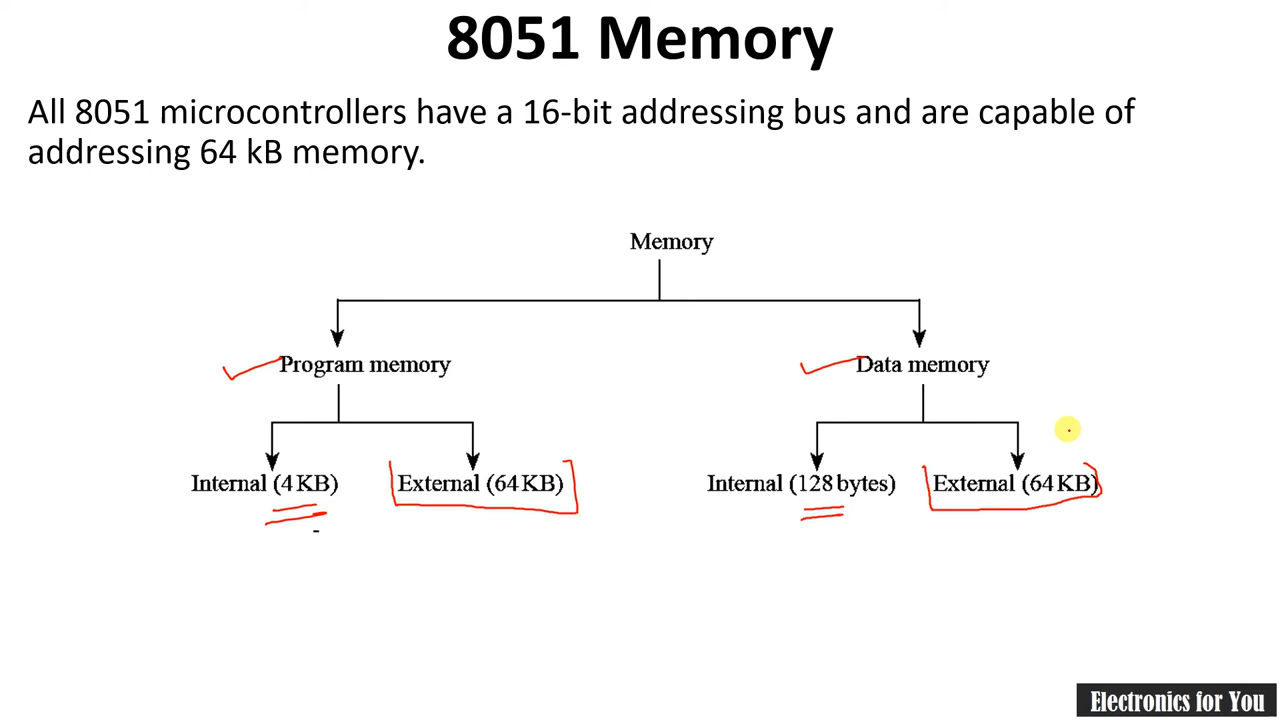 8051 Memory
All 8051 microcontrollers have a 16-bit addressing bus and are capable of
addressing 64 kB memory.
Memory
Program memory
Data memory
Internal (4 KB)
External (64 KB)
Internal (128 bytes)
External (64 KB)
Electronics for You